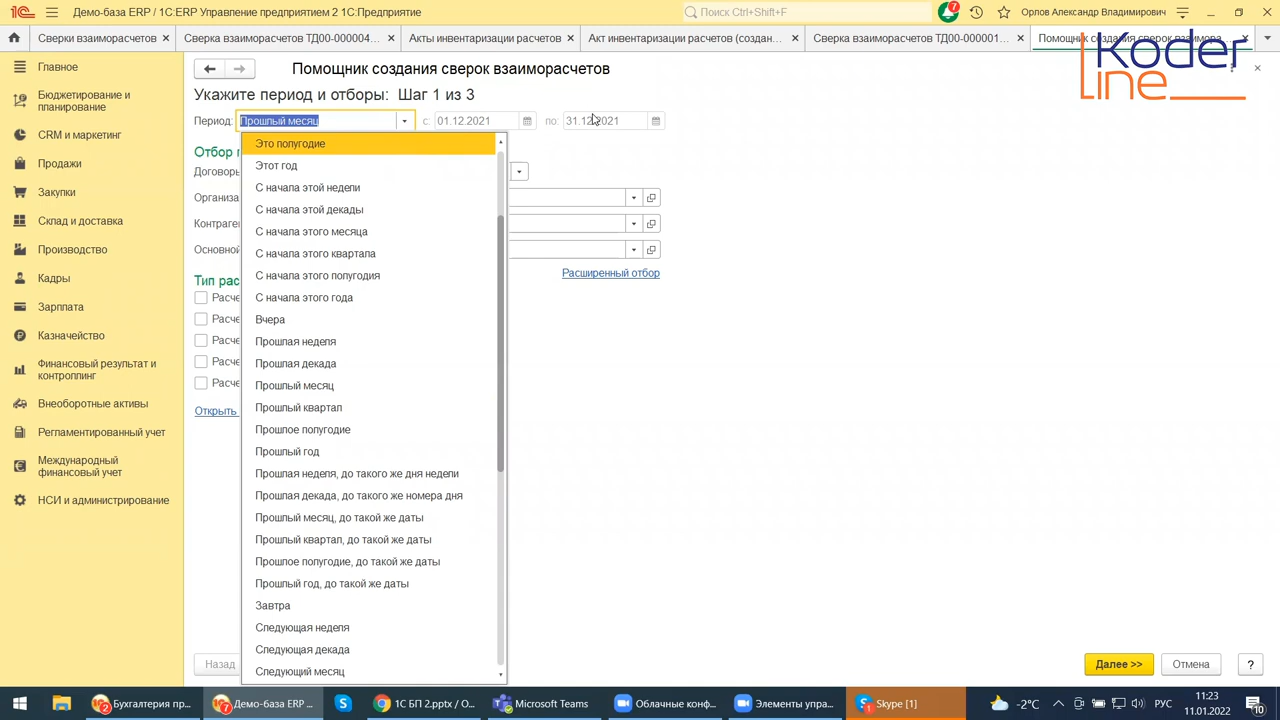 Демо-база ERP / 1С:ERP Управление предприятием 2 1С:Предприятие
Поиск Ctrl+Shift+F
7
Орлов Александр Владимирович
Сверки взаиморасчетов
Сверка взаиморасчетов ТД00-000004...
Акты инвентаризации расчетов
Акт инвентаризации расчетов (создан...
Сверка взаиморасчетов ТД00-000001...
Помощник создания сверок взаимора...
Koder
line
Главное
Бюджетирование и
планирование
CRM и маркетинг
Продажи
Закупки
Склад и доставка
Производство
Кадры
Зарплата
Казначейство
Финансовый результат и
контроллинг
Внеоборотные активы
Регламентированный учет
Международный
финансовый учет
НСИ и администрирование
Помощник создания сверок взаиморасчетов
Укажите период и отборы: Шаг 1 из 3
Период: Прошлый месяц с: 01.12.2021 по: 31.12.2021
Отбор п
Договоры
Организа
Контраген
Основной
Расширенный отбор
Тип рас
Расче
Расче
Расче
Расче
Расче
Открыть
Это полугодие
Этот год
С начала этой недели
С начала этой декады
С начала этого месяца
С начала этого квартала
С начала этого полугодия
С начала этого года
Вчера
Прошлая неделя
Прошлая декада
Прошлый месяц
Прошлый квартал
Прошлое полугодие
Прошлый год
Прошлая неделя, до такого же дня недели
Прошлая декада, до такого же номера дня
Прошлый месяц, до такой же даты
Прошлый квартал, до такой же даты
Прошлое полугодие, до такой же даты
Прошлый год, до такой же даты
Завтра
Следующая неделя
Следующая декада
Следующий месяц
Назад
Далее >>
Отмена
?
Бухгалтерия пр...
Демо-база ERP ...
1С БП 2.pptx / О...
Microsoft Teams
Облачные конф...
Элементы упра...
Skype [1]
-2°C
РУС
11:23
11.01.2022
10